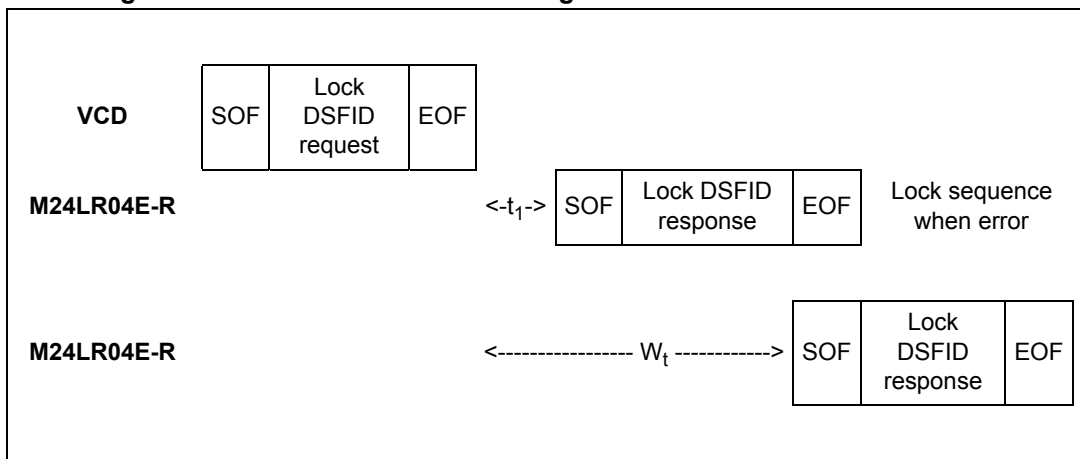 VCD
SOF
Lock
DSFID
request
EOF
M24LR04E-R
<-t₁->
SOF
Lock DSFID
response
EOF
Lock sequence
when error
M24LR04E-R
<----------------- Wₜ ------------>
SOF
Lock
DSFID
response
EOF